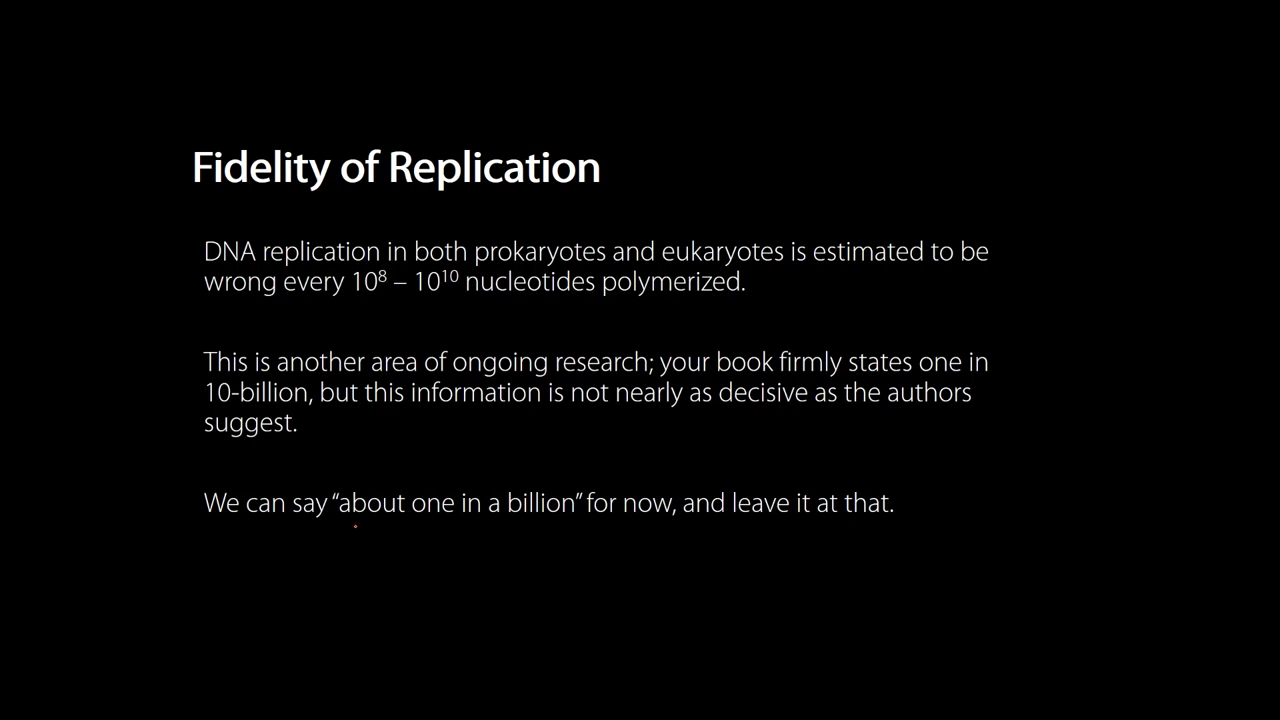 Fidelity of Replication
DNA replication in both prokaryotes and eukaryotes is estimated to be
wrong every 10⁸ – 10¹⁰ nucleotides polymerized.
This is another area of ongoing research; your book firmly states one in
10-billion, but this information is not nearly as decisive as the authors
suggest.
We can say “about one in a billion” for now, and leave it at that.